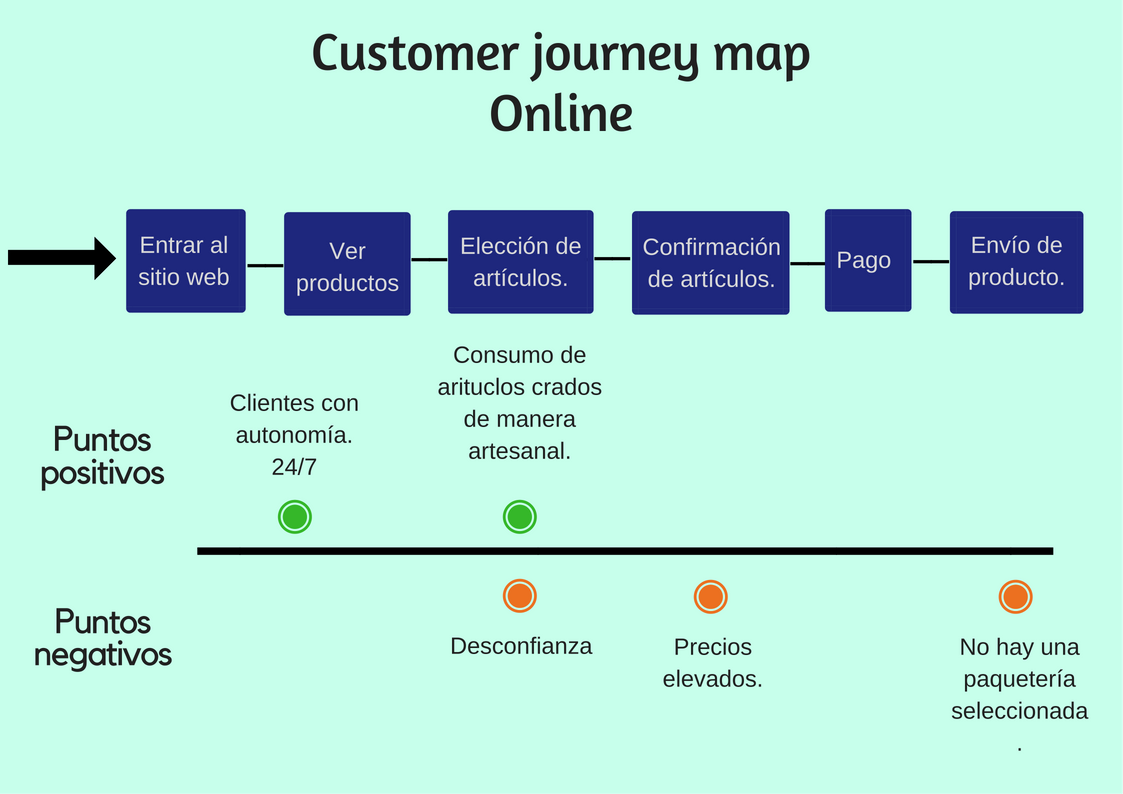 Customer journey map
Online
Entrar al
sitio web
Ver
productos
Elección de
artículos.
Confirmación
de artículos.
Pago
Envío de
producto.
Puntos
positivos
Clientes con
autonomía.
24/7
Consumo de
arituclos crados
de manera
artesanal.
Puntos
negativos
Desconfianza
Precios
elevados.
No hay una
paquetería
seleccionada
.